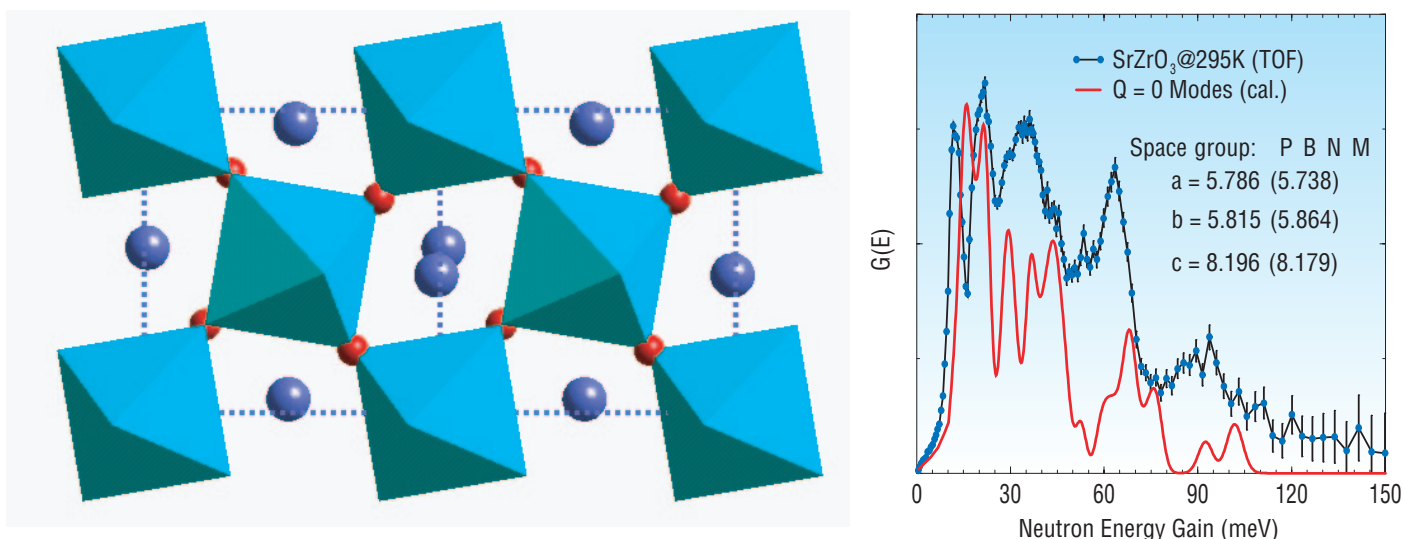 SrZrO₃@295K (TOF)
Q = 0 Modes (cal.)
Space group: P B N M
a = 5.786 (5.738)
b = 5.815 (5.864)
c = 8.196 (8.179)
G(E)
0 30 60 90 120 150
Neutron Energy Gain (meV)